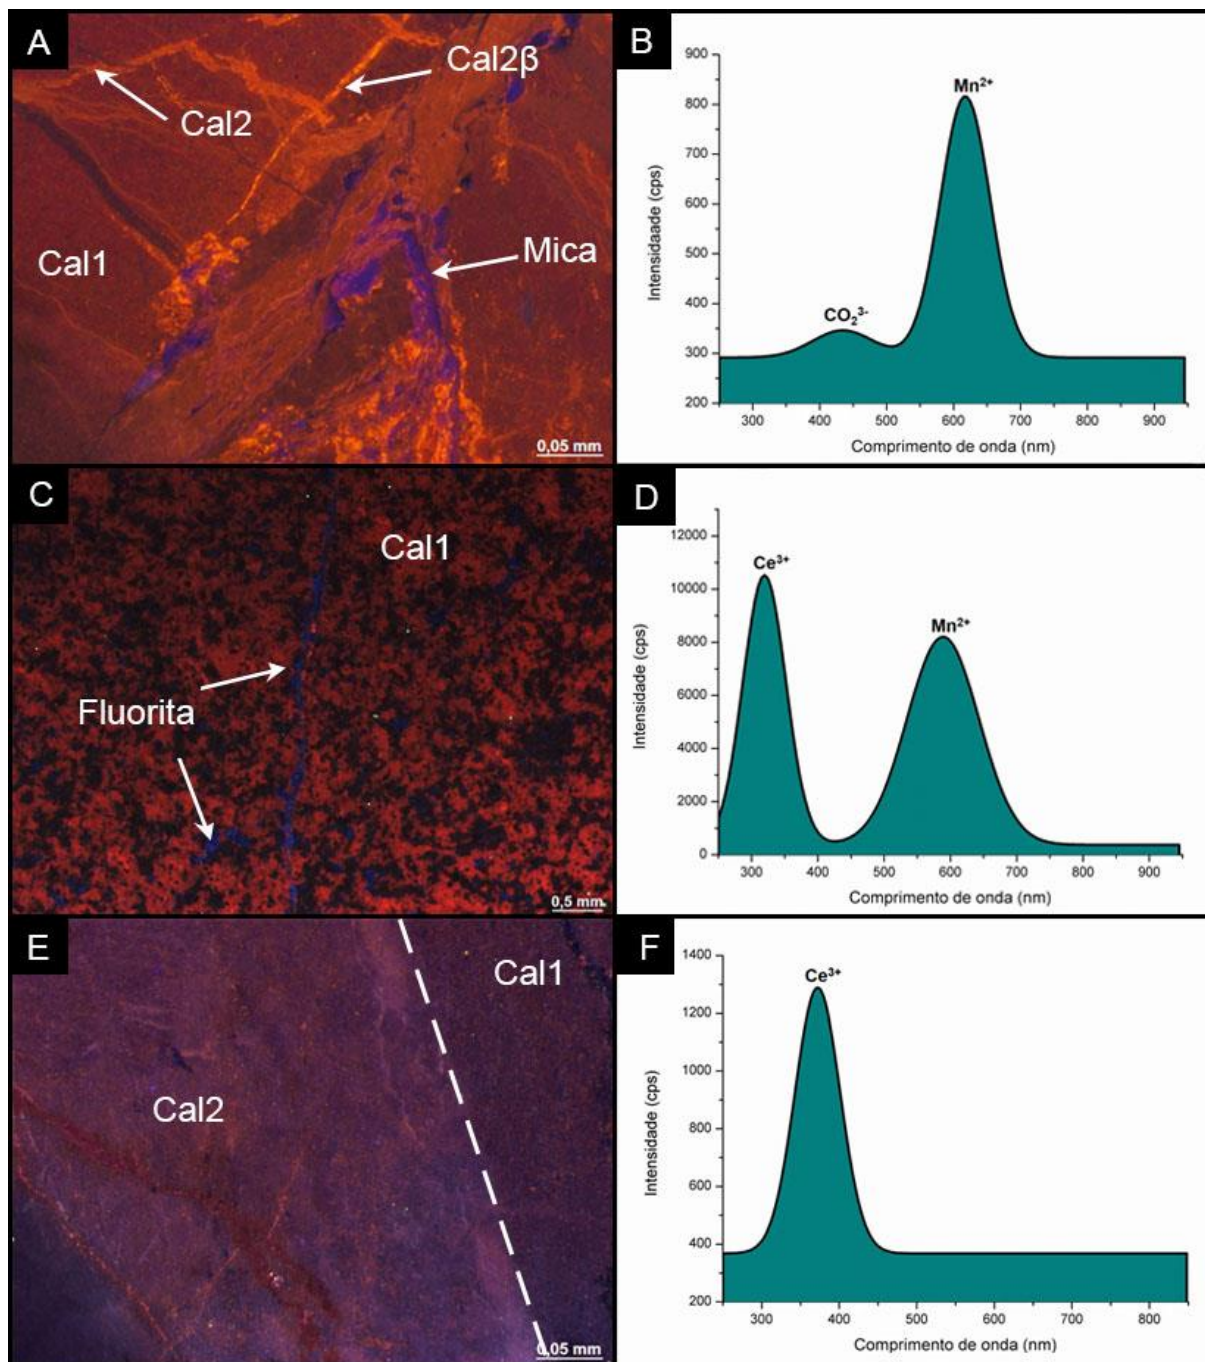 A
Cal2β
Cal2
Cal1
Mica
0,05 mm
B
900
800
700
600
500
400
300
200
Intensidaade (cps)
Mn²⁺
CO₂³⁻
300 400 500 600 700 800 900
Comprimento de onda (nm)
C
Cal1
Fluorita
0,5 mm
D
12000
10000
8000
6000
4000
2000
0
Intensidade (cps)
Ce³⁺
Mn²⁺
300 400 500 600 700 800 900
Comprimento de onda (nm)
E
Cal1
Cal2
0,05 mm
F
1400
1200
1000
800
600
400
200
Intensidade (cps)
Ce³⁺
300 400 500 600 700 800
Comprimento de onda (nm)